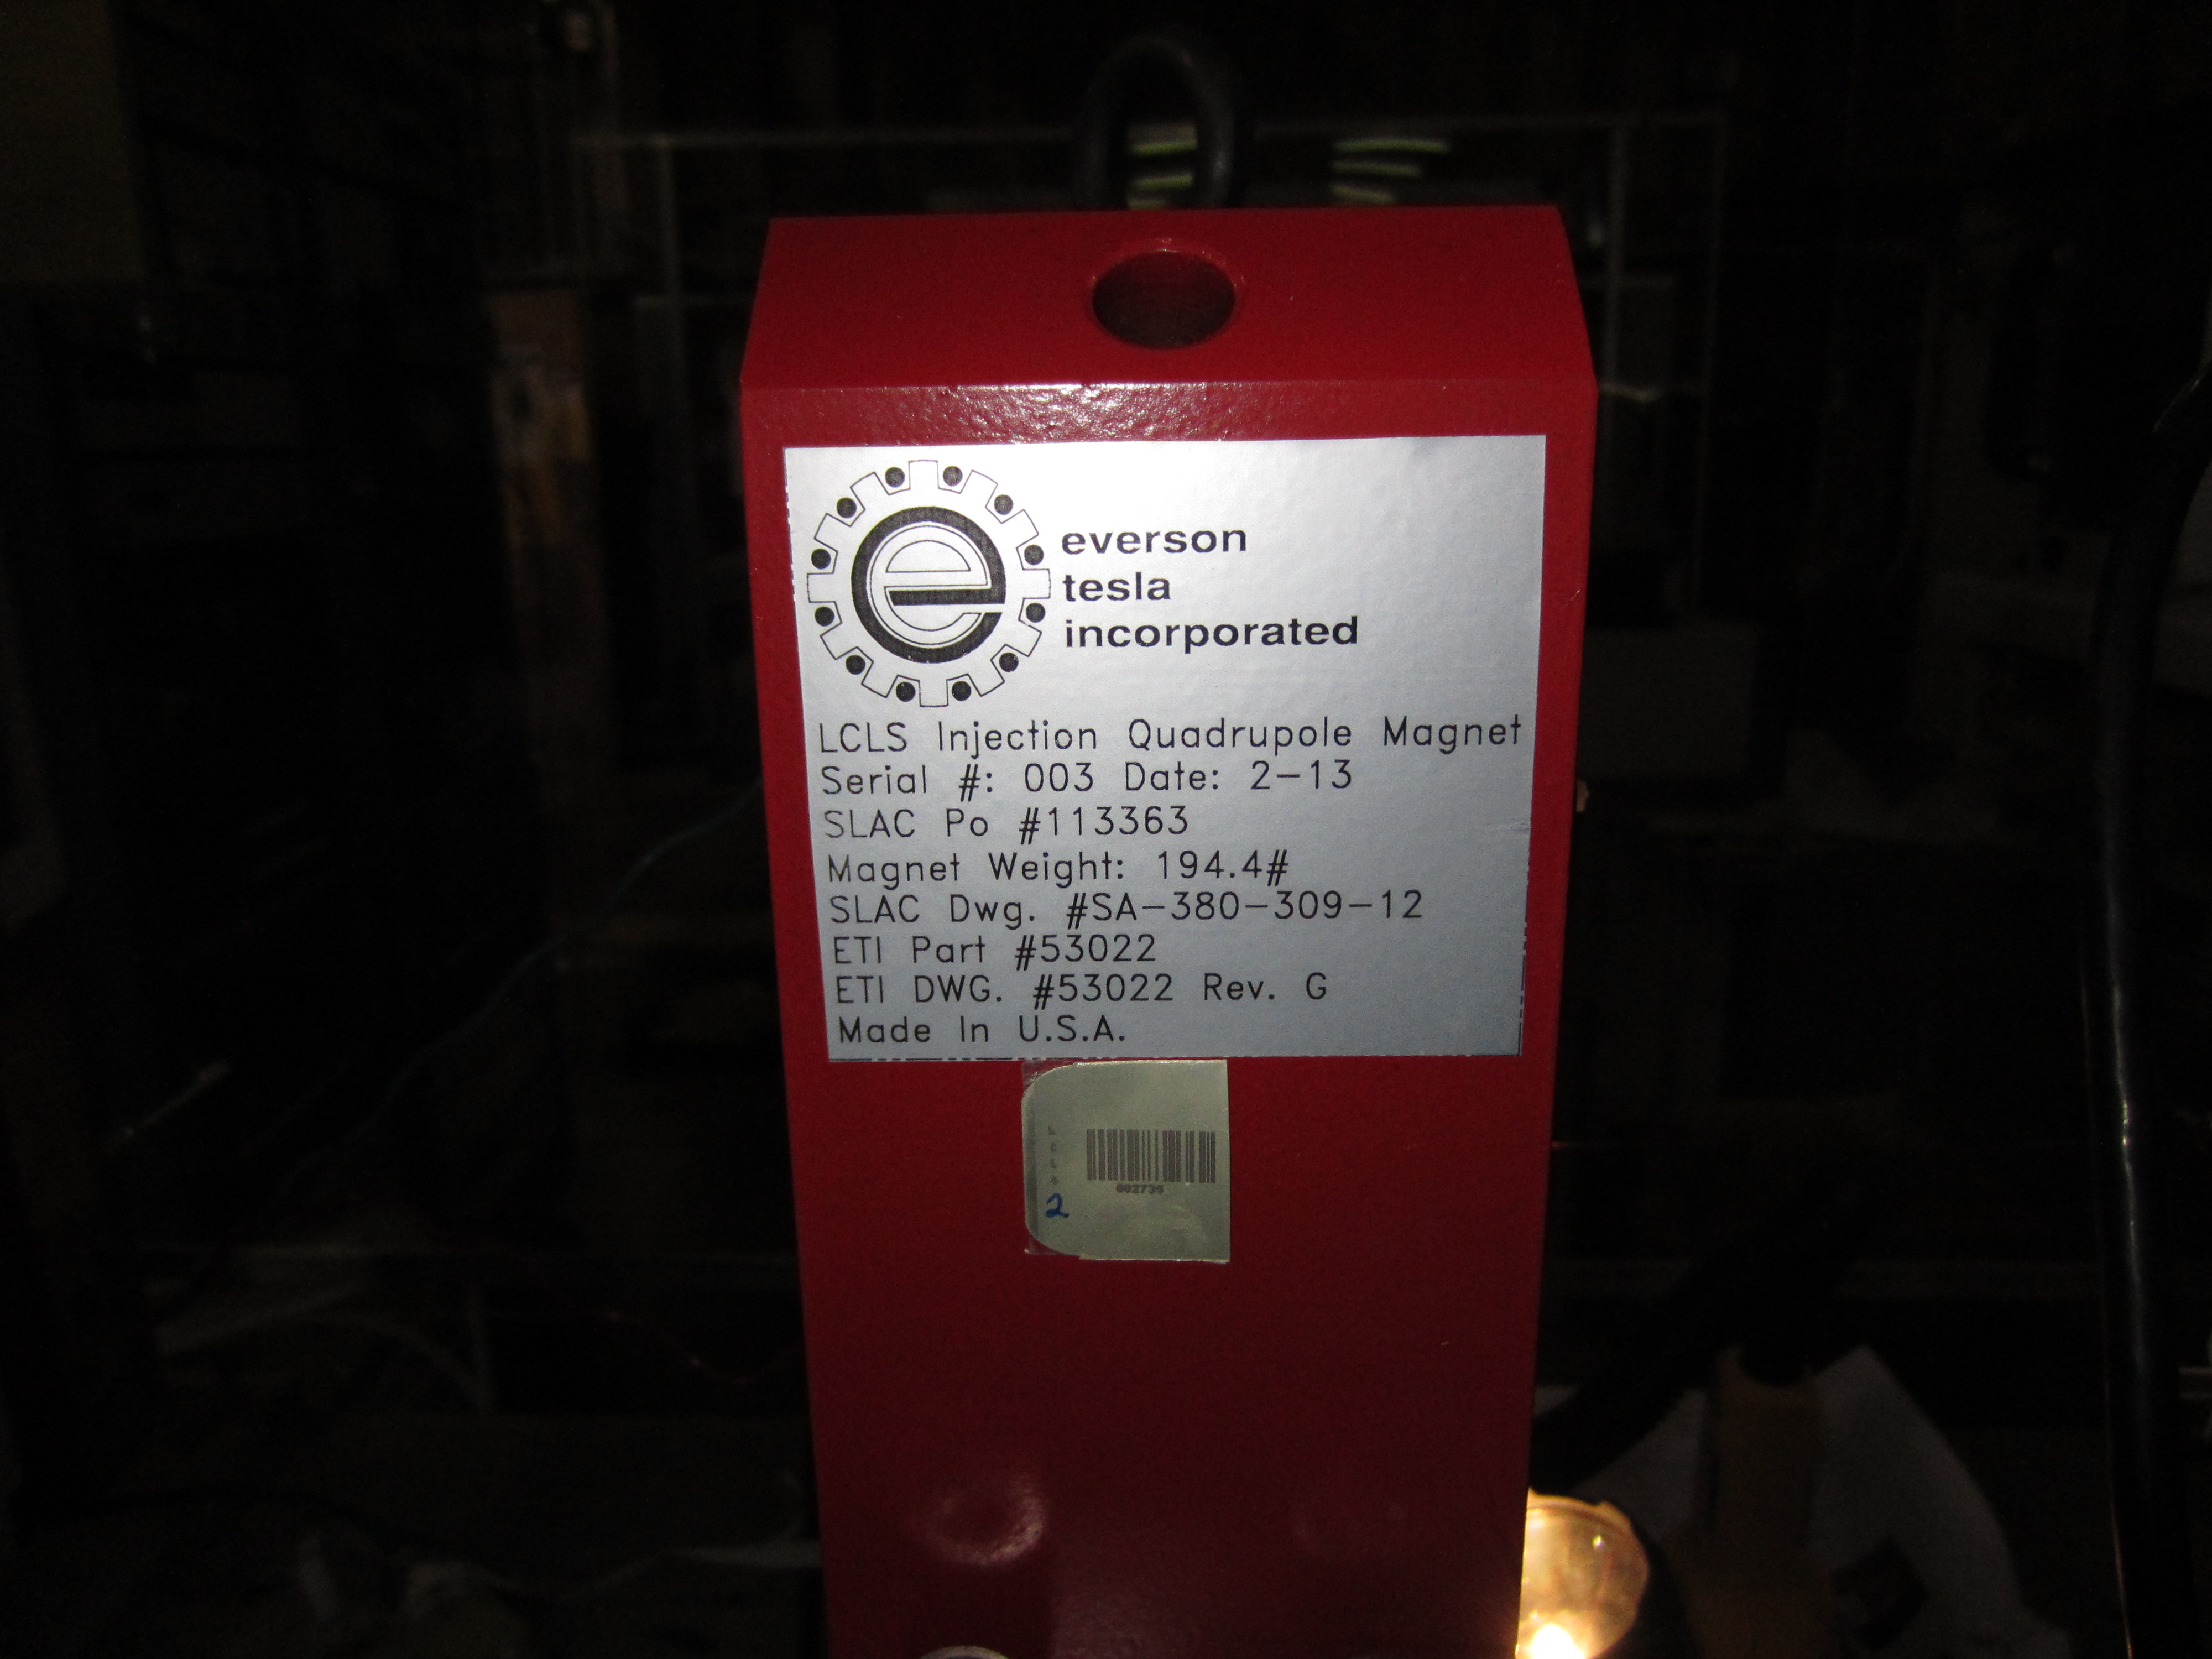 e
everson
tesla
incorporated
LCLS Injection Quadrupole Magnet
Serial #: 003 Date: 2-13
SLAC Po #113363
Magnet Weight: 194.4#
SLAC Dwg. #SA-380-309-12
ETI Part #53022
ETI DWG. #53022 Rev. G
Made In U.S.A.
002735
2